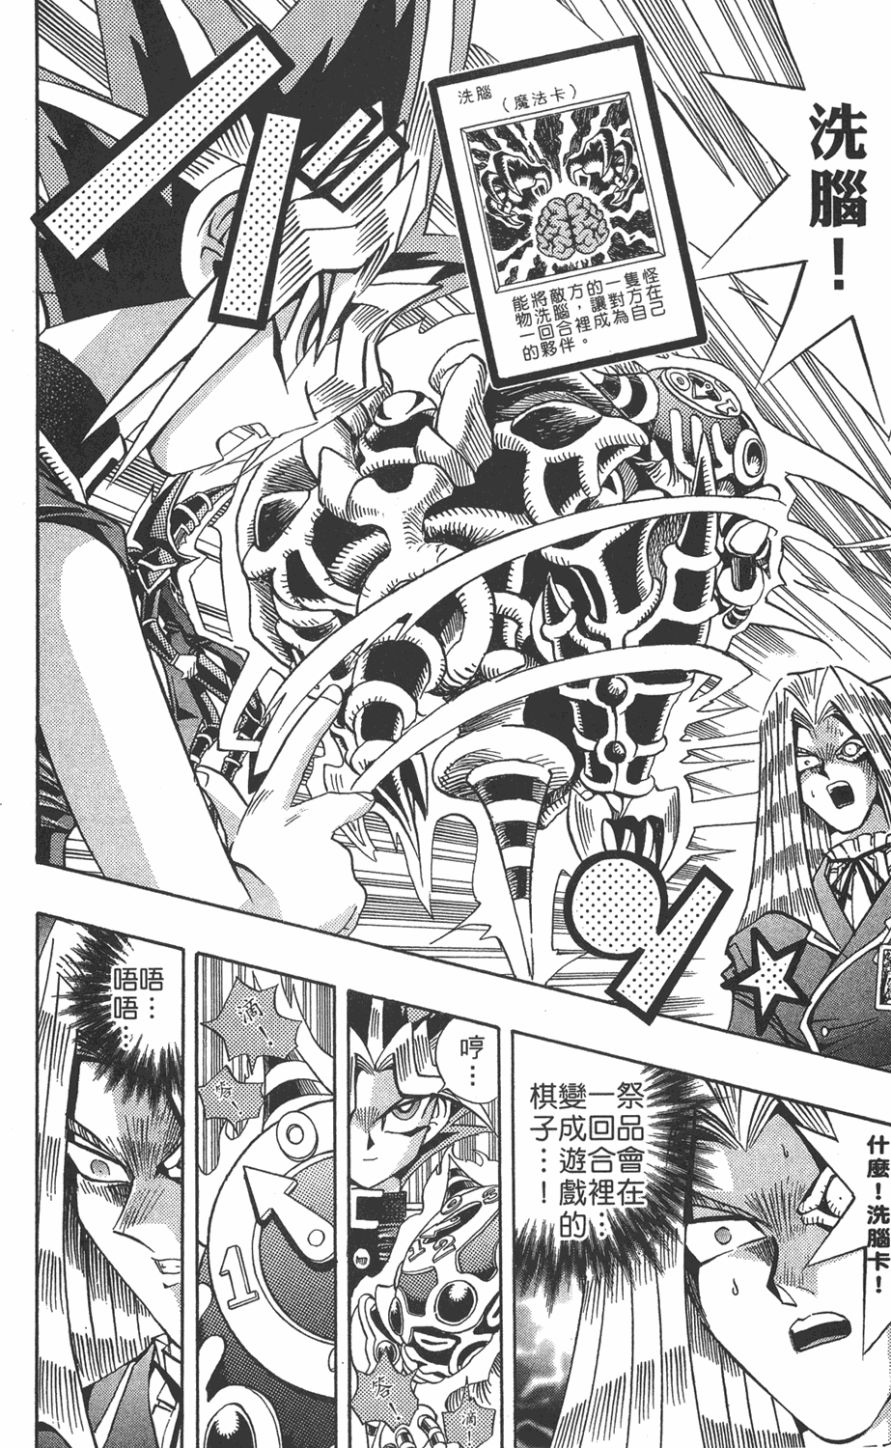 洗腦!
洗腦
(魔法卡)
能將敵方的一隻怪
物洗腦,讓對方在
一回合裡成為自己
的夥伴。
什麼!洗腦卡!
祭品會在
一回合裡…
變成遊戲的
棋子…!
哼…
滴!
滴!
唔…
唔唔…